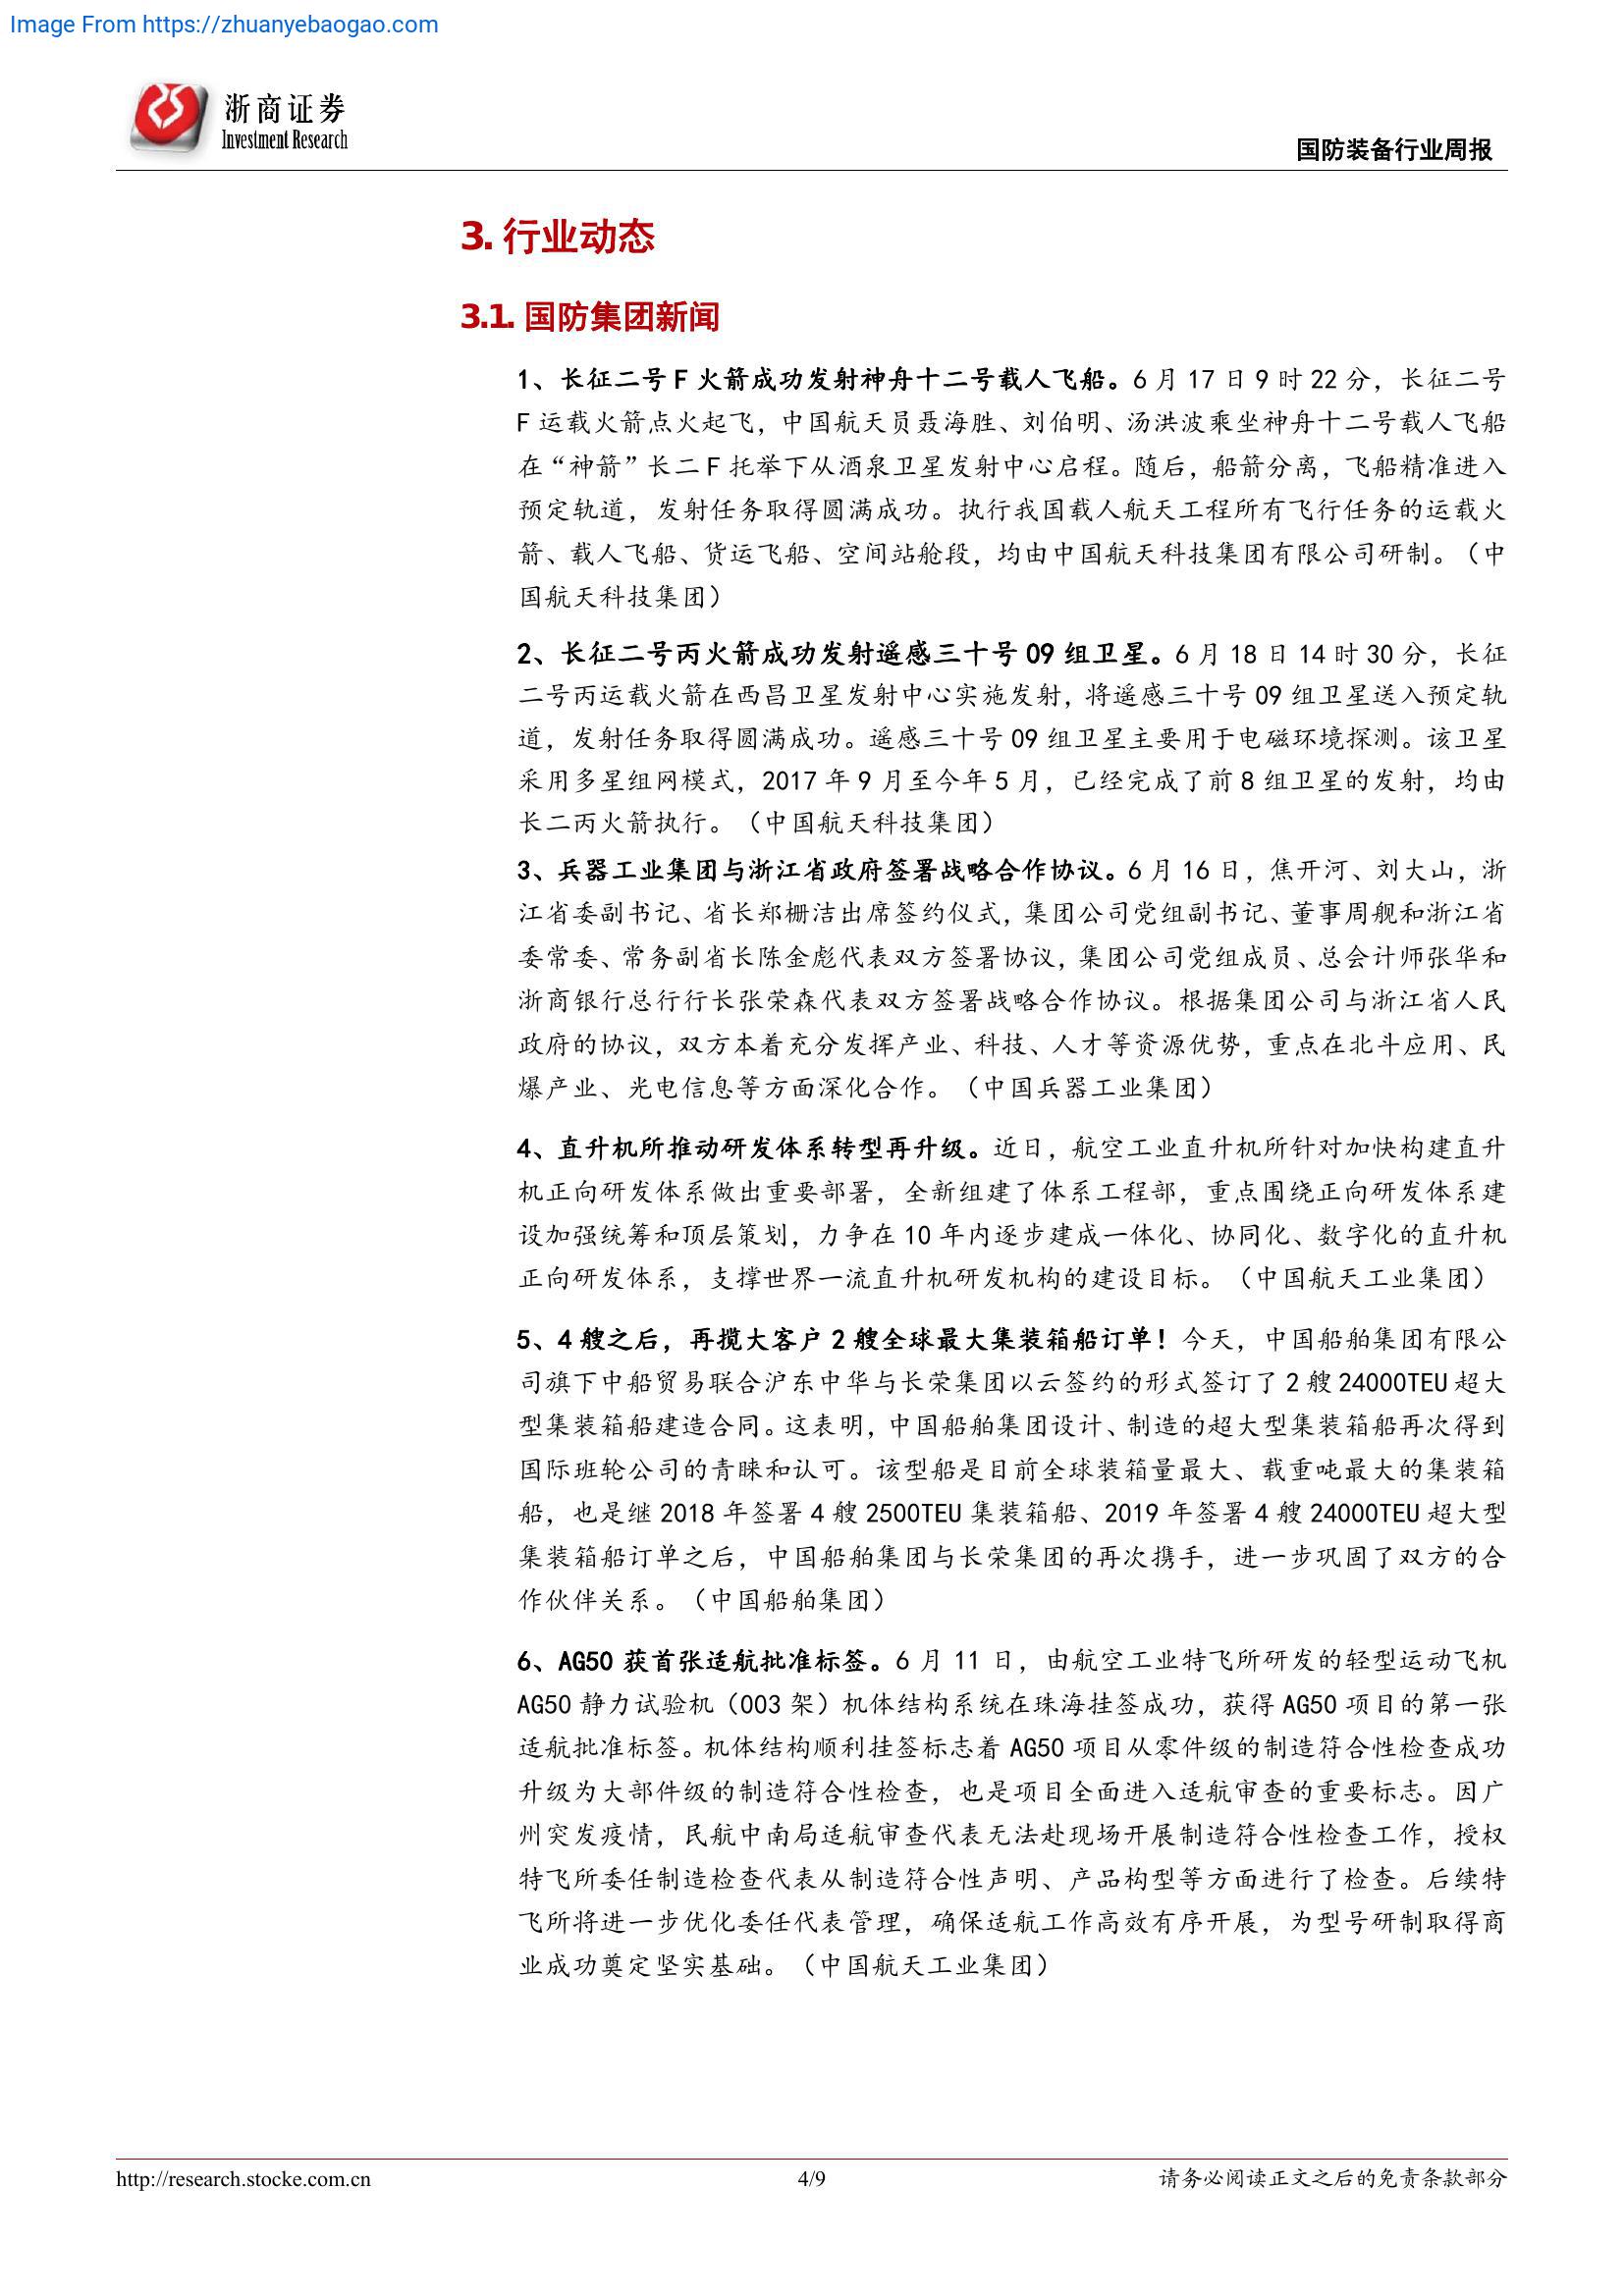 Image From https://zhuanyebaogao.com
浙商证券
Investment Research
国防装备行业周报
3. 行业动态
3.1. 国防集团新闻
1、长征二号 F 火箭成功发射神舟十二号载人飞船。6 月 17 日 9 时 22 分，长征二号
F 运载火箭点火起飞，中国航天员聂海胜、刘伯明、汤洪波乘坐神舟十二号载人飞船
在“神箭”长二 F 托举下从酒泉卫星发射中心启程。随后，船箭分离，飞船精准进入
预定轨道，发射任务取得圆满成功。执行我国载人航天工程所有飞行任务的运载火
箭、载人飞船、货运飞船、空间站舱段，均由中国航天科技集团有限公司研制。（中
国航天科技集团）
2、长征二号丙火箭成功发射遥感三十号 09 组卫星。6 月 18 日 14 时 30 分，长征
二号丙运载火箭在西昌卫星发射中心实施发射，将遥感三十号 09 组卫星送入预定轨
道，发射任务取得圆满成功。遥感三十号 09 组卫星主要用于电磁环境探测。该卫星
采用多星组网模式，2017 年 9 月至今年 5 月，已经完成了前 8 组卫星的发射，均由
长二丙火箭执行。（中国航天科技集团）
3、兵器工业集团与浙江省政府签署战略合作协议。6 月 16 日，焦开河、刘大山，浙
江省委副书记、省长郑栅洁出席签约仪式，集团公司党组副书记、董事周舰和浙江省
委常委、常务副省长陈金彪代表双方签署协议，集团公司党组成员、总会计师张华和
浙商银行总行行长张荣森代表双方签署战略合作协议。根据集团公司与浙江省人民
政府的协议，双方本着充分发挥产业、科技、人才等资源优势，重点在北斗应用、民
爆产业、光电信息等方面深化合作。（中国兵器工业集团）
4、直升机所推动研发体系转型再升级。近日，航空工业直升机所针对加快构建直升
机正向研发体系做出重要部署，全新组建了体系工程部，重点围绕正向研发体系建
设加强统筹和顶层策划，力争在 10 年内逐步建成一体化、协同化、数字化的直升机
正向研发体系，支撑世界一流直升机研发机构的建设目标。（中国航天工业集团）
5、4 艘之后，再揽大客户 2 艘全球最大集装箱船订单！今天，中国船舶集团有限公
司旗下中船贸易联合沪东中华与长荣集团以云签约的形式签订了 2 艘 24000TEU 超大
型集装箱船建造合同。这表明，中国船舶集团设计、制造的超大型集装箱船再次得到
国际班轮公司的青睐和认可。该型船是目前全球装箱量最大、载重吨最大的集装箱
船，也是继 2018 年签署 4 艘 2500TEU 集装箱船、2019 年签署 4 艘 24000TEU 超大型
集装箱船订单之后，中国船舶集团与长荣集团的再次携手，进一步巩固了双方的合
作伙伴关系。（中国船舶集团）
6、AG50 获首张适航批准标签。6 月 11 日，由航空工业特飞所研发的轻型运动飞机
AG50 静力试验机（003 架）机体结构系统在珠海挂签成功，获得 AG50 项目的第一张
适航批准标签。机体结构顺利挂签标志着 AG50 项目从零件级的制造符合性检查成功
升级为大部件级的制造符合性检查，也是项目全面进入适航审查的重要标志。因广
州突发疫情，民航中南局适航审查代表无法赴现场开展制造符合性检查工作，授权
特飞所委任制造检查代表从制造符合性声明、产品构型等方面进行了检查。后续特
飞所将进一步优化委任代表管理，确保适航工作高效有序开展，为型号研制取得商
业成功奠定坚实基础。（中国航天工业集团）
http://research.stocke.com.cn
4/9
请务必阅读正文之后的免责条款部分